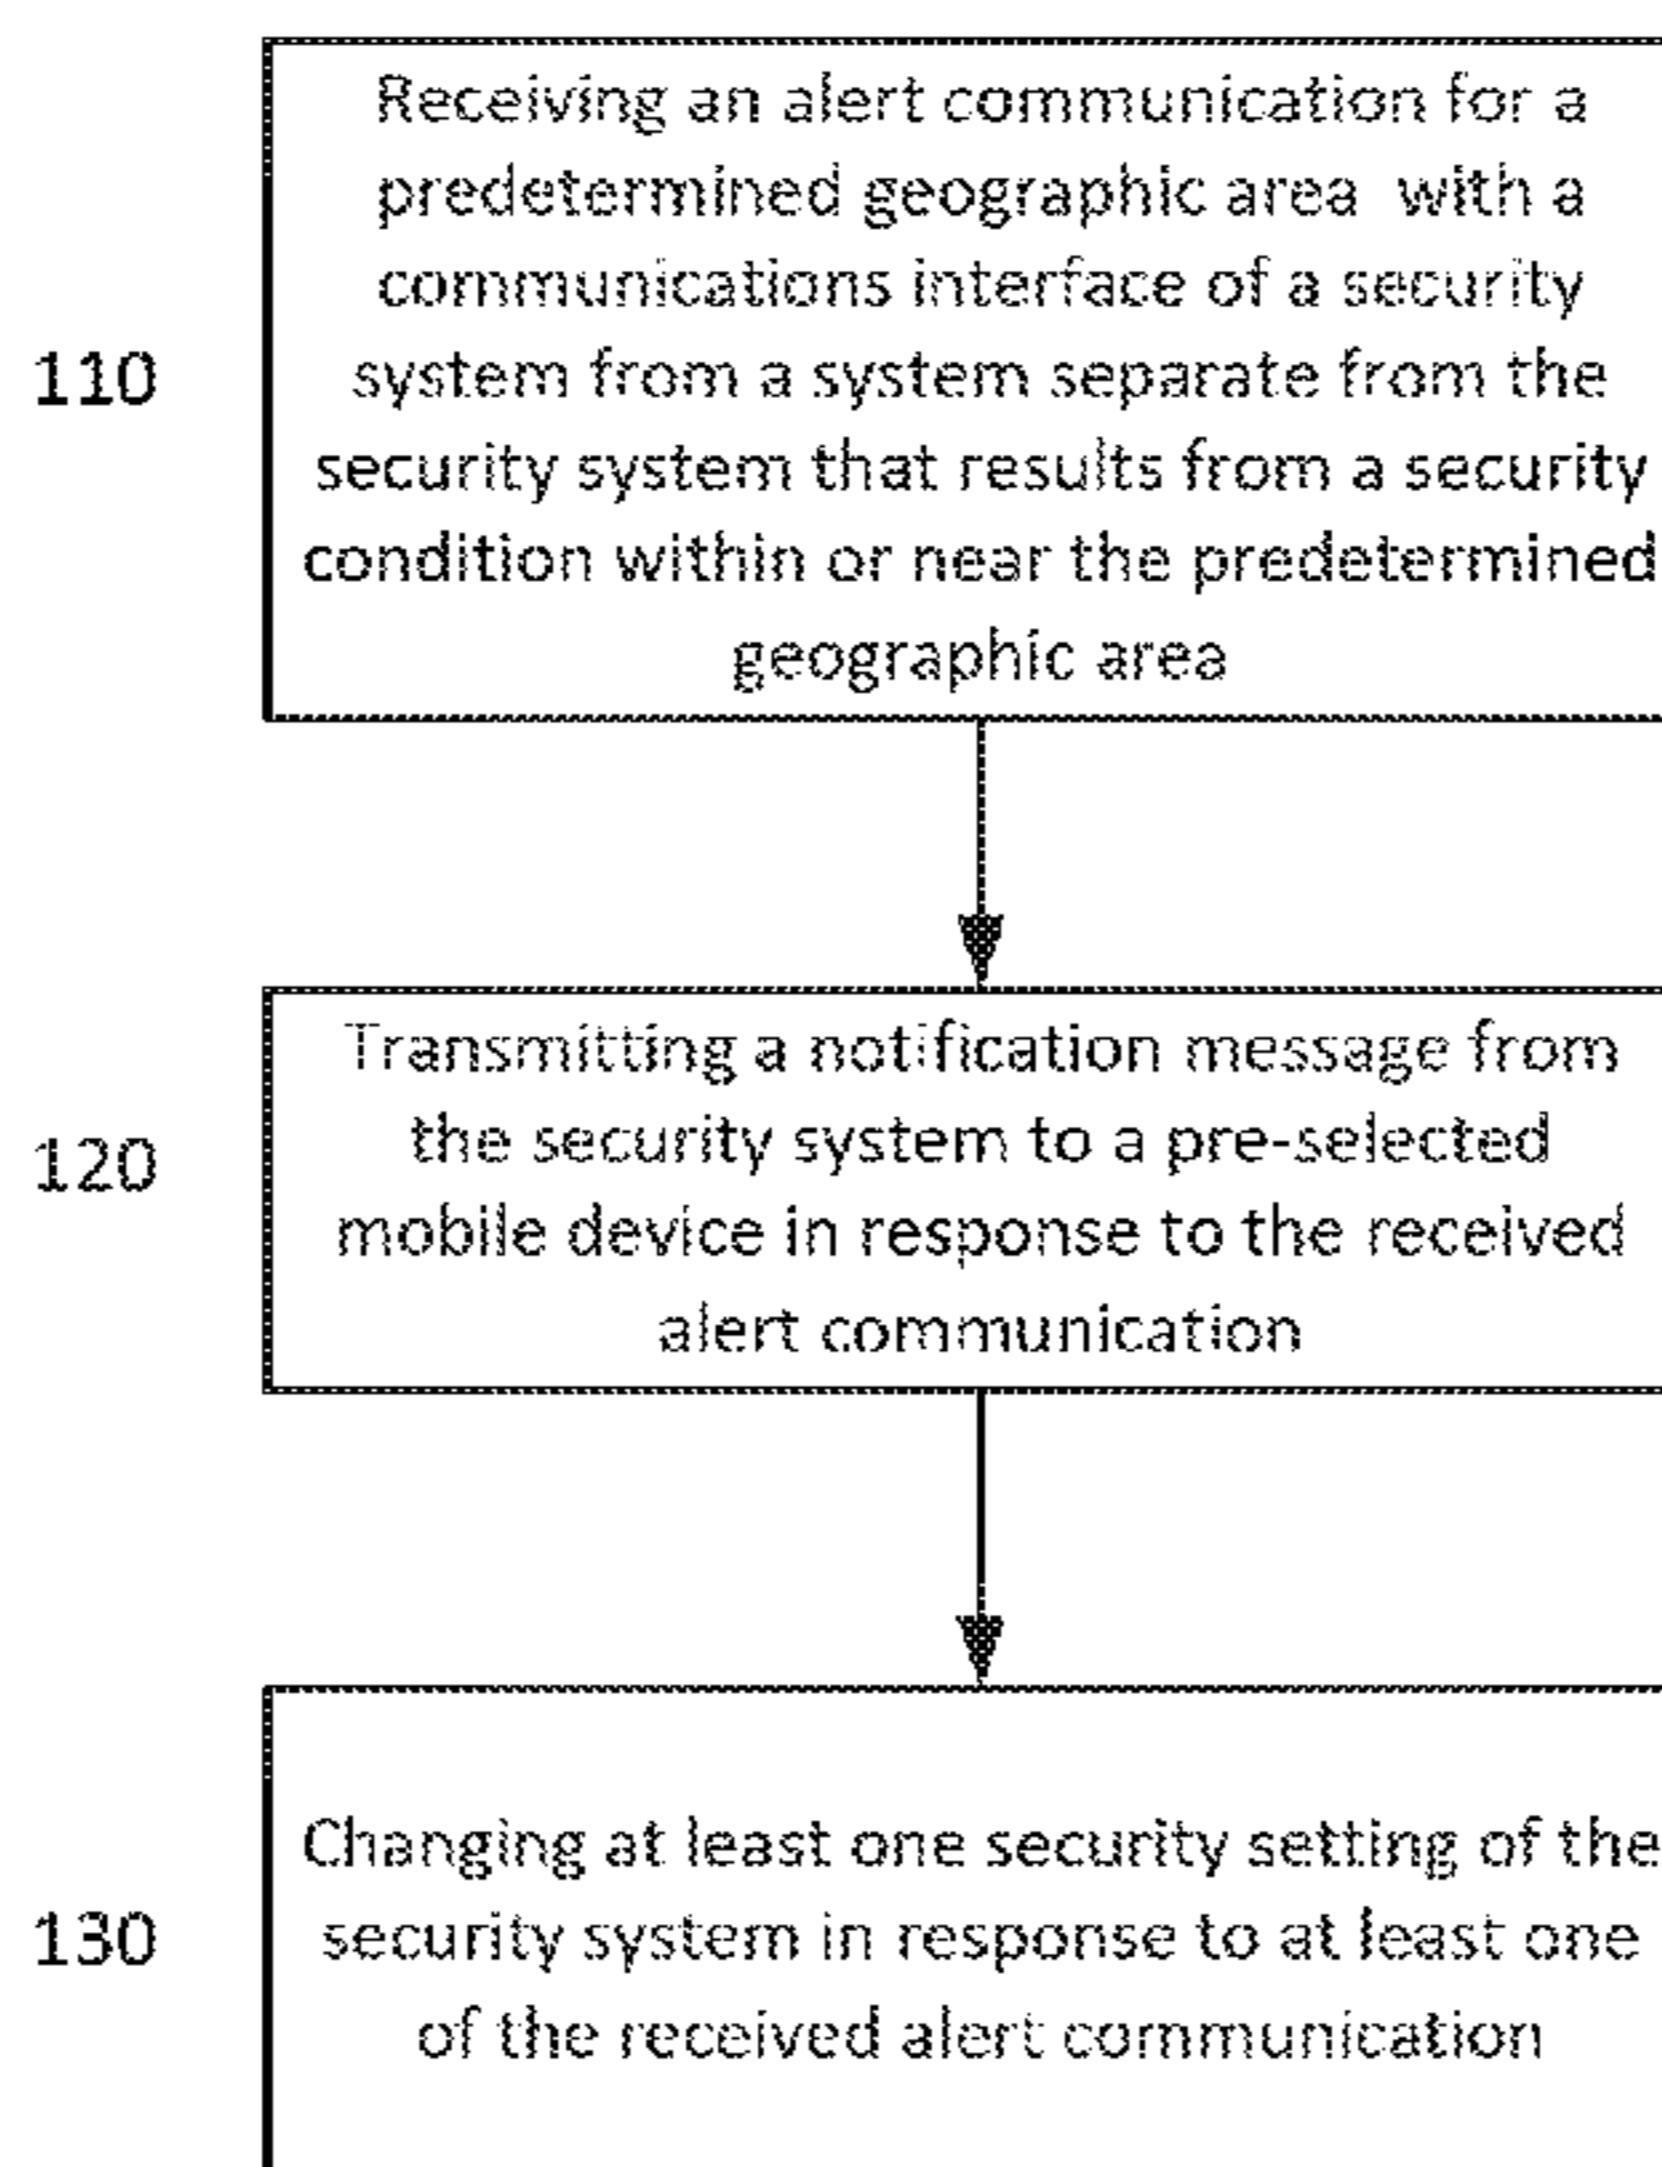 Receiving an alert communication for a
predetermined geographic area with a
communications interface of a security
110
system from a system separate from the
security system that results from a security
condition within or near the predetermined
geographic area
Transmitting a notification message from
the security system to a pre-selected
120
mobile device in response to the received
alert communication
Changing at least one security setting of the
130
security system in response to at least one
of the received alert communication